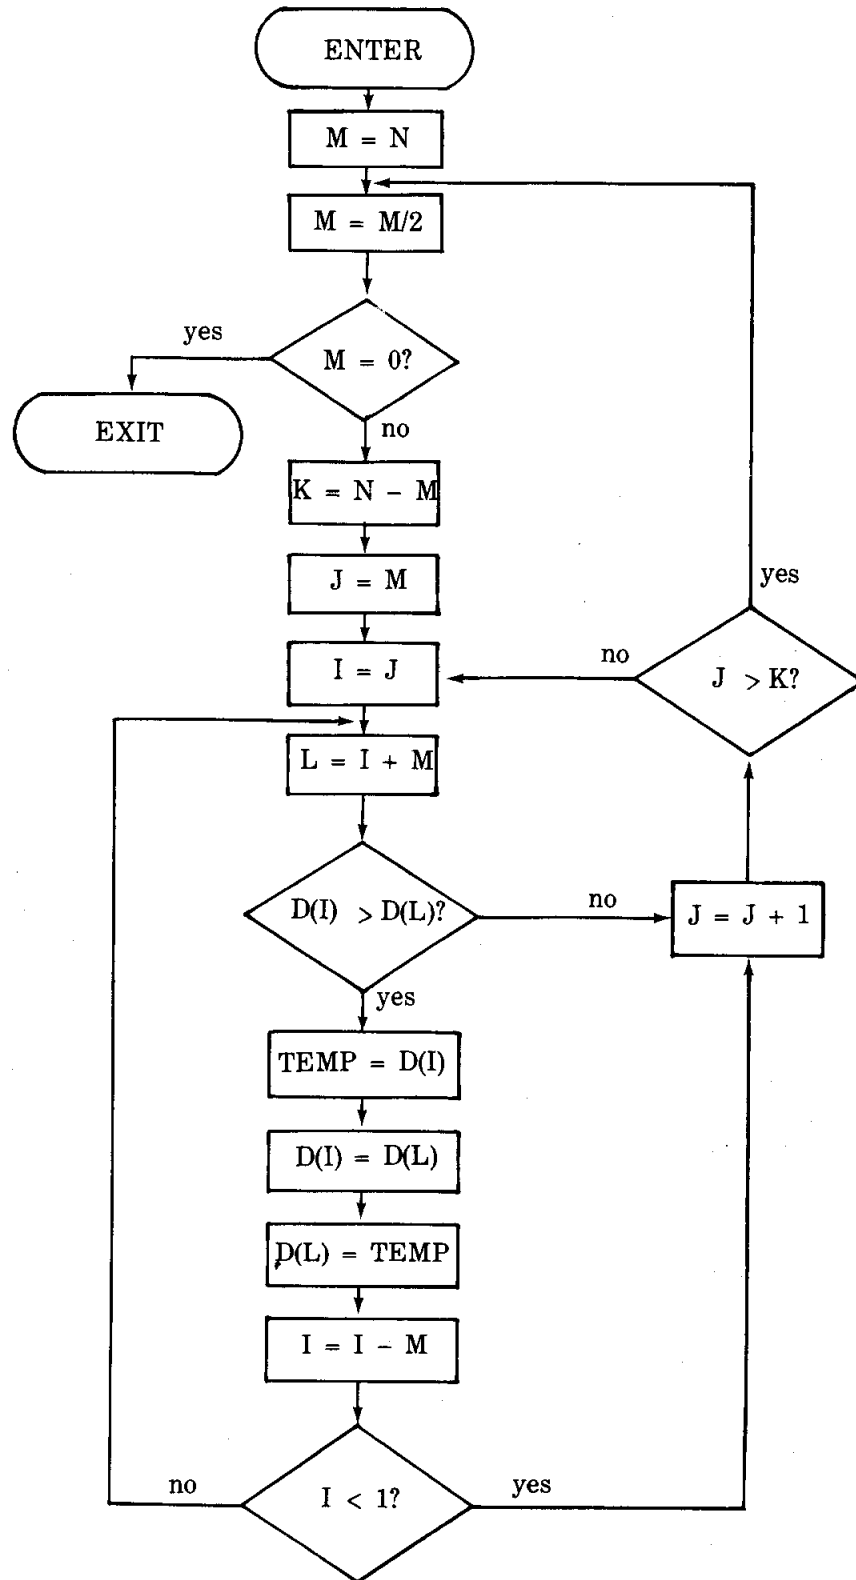 ENTER
M = N
M = M/2
yes
M = 0?
EXIT
no
K = N - M
J = M
yes
I = J
no
J > K?
L = I + M
D(I) > D(L)?
no
J = J + 1
yes
TEMP = D(I)
D(I) = D(L)
D(L) = TEMP
I = I - M
no
I < 1?
yes